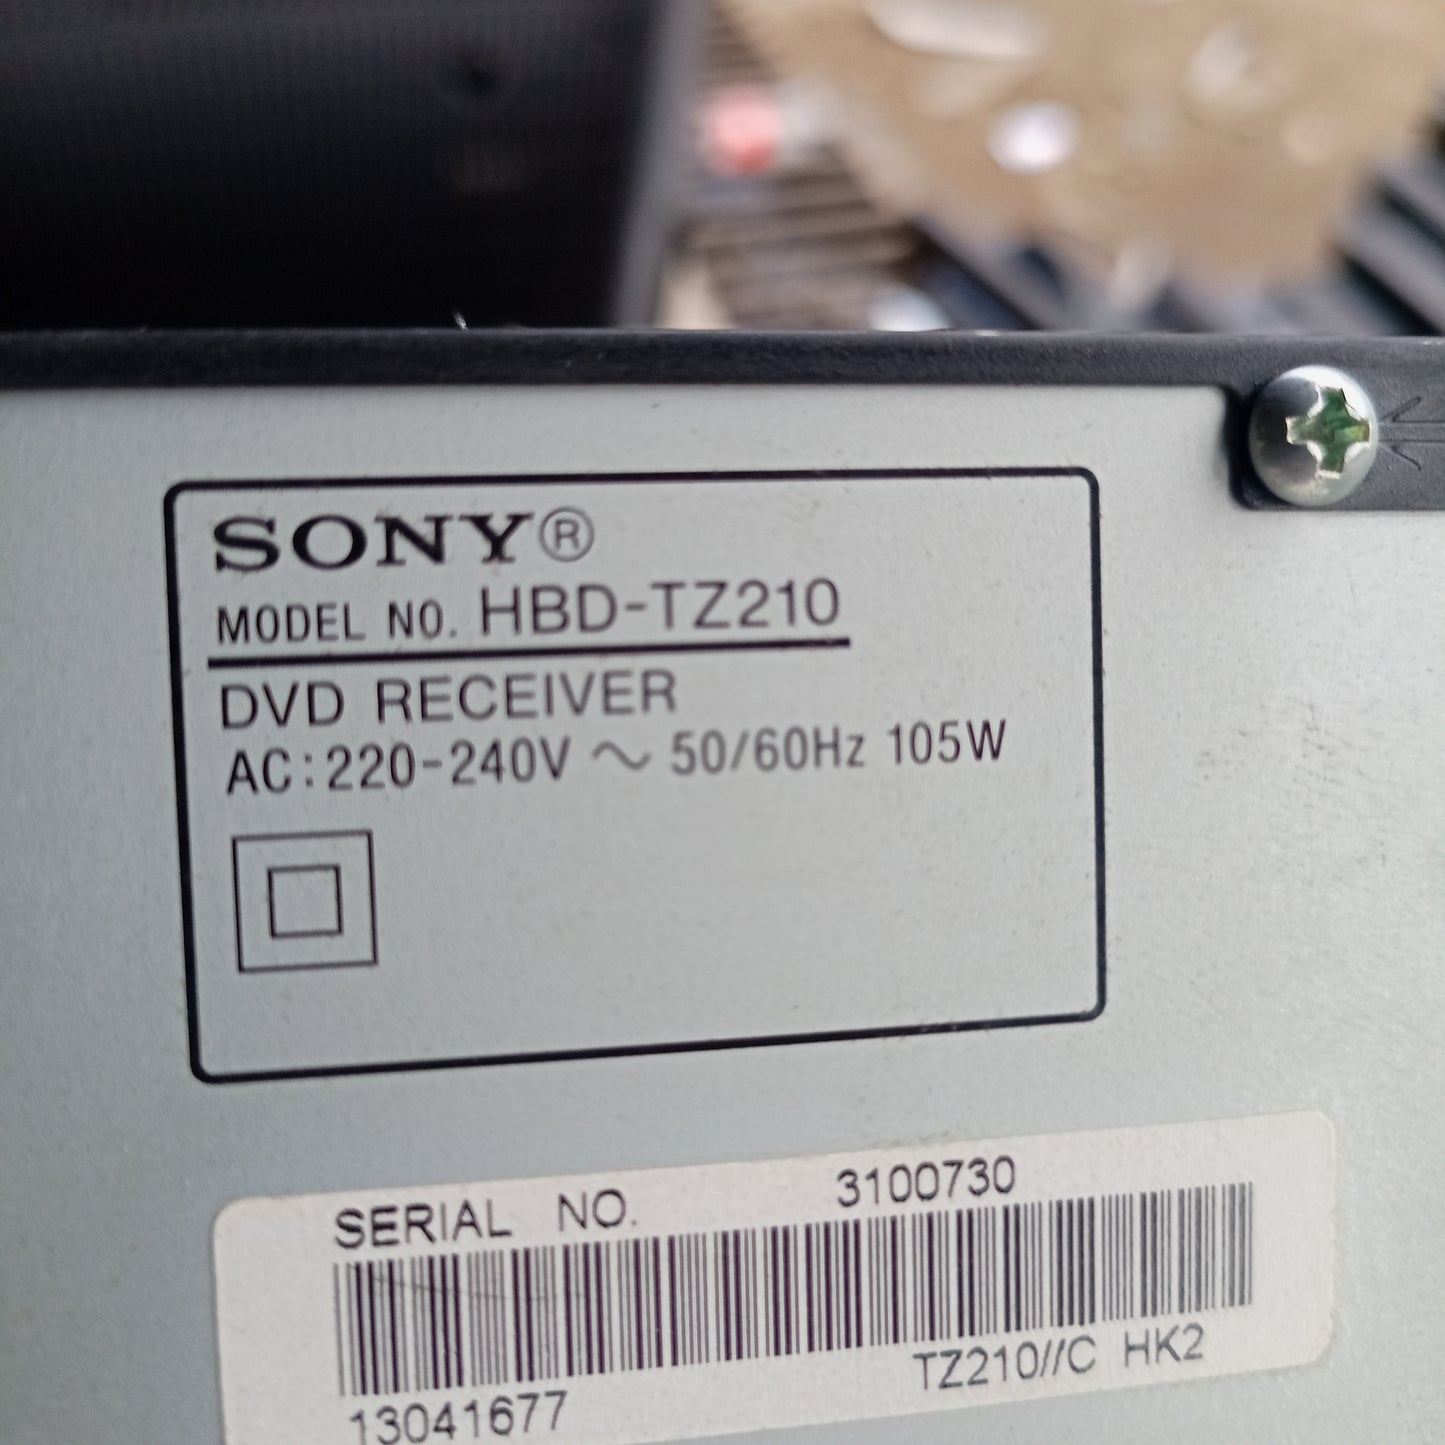 SONY®
MODEL NO. HBD-TZ210
DVD RECEIVER
AC:220-240V ~ 50/60Hz 105W
SERIAL NO. 3100730
TZ210//C HK2
13041677